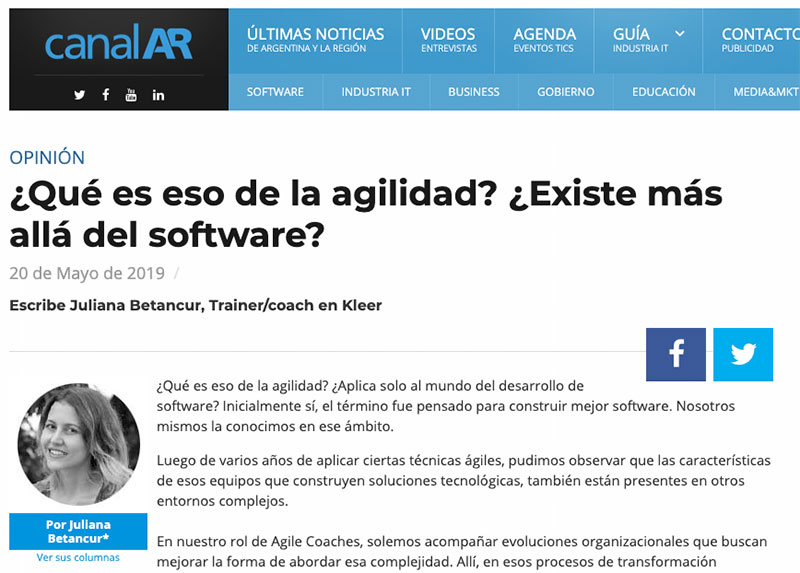 canalAR
ÚLTIMAS NOTICIAS
DE ARGENTINA Y LA REGIÓN
VIDEOS
ENTREVISTAS
AGENDA
EVENTOS TICS
GUÍA
INDUSTRIA IT
CONTACTO
PUBLICIDAD
SOFTWARE
INDUSTRIA IT
BUSINESS
GOBIERNO
EDUCACIÓN
MEDIA&MKT
OPINIÓN
¿Qué es eso de la agilidad? ¿Existe más
allá del software?
20 de Mayo de 2019 /
Escribe Juliana Betancur, Trainer/coach en Kleer
¿Qué es eso de la agilidad? ¿Aplica solo al mundo del desarrollo de
software? Inicialmente sí, el término fue pensado para construir mejor software. Nosotros
mismos la conocimos en ese ámbito.
Luego de varios años de aplicar ciertas técnicas ágiles, pudimos observar que las características
de esos equipos que construyen soluciones tecnológicas, también están presentes en otros
entornos complejos.
Por Juliana
Betancur*
Ver sus columnas
En nuestro rol de Agile Coaches, solemos acompañar evoluciones organizacionales que buscan
mejorar la forma de abordar esa complejidad. Allí, en esos procesos de transformación